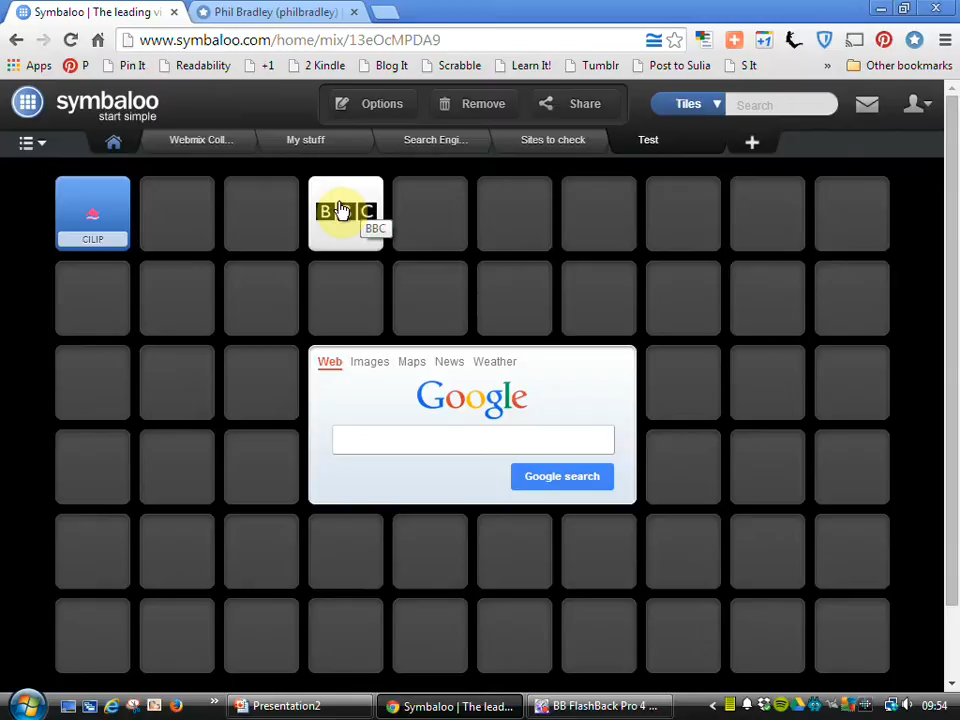 Symbaloo | The leading vi
Phil Bradley (philbradley)
www.symbaloo.com/home/mix/13eOcMPDA9
Apps
P
Pin It
Readability
+1
2 Kindle
Blog It
Scrabble
Learn It!
Tumblr
Post to Sulia
S It
»
Other bookmarks
symbaloo
start simple
Options
Remove
Share
Tiles
Search
Webmix Coll...
My stuff
Search Engi...
Sites to check
Test
CILIP
BBC
BBC
Web Images Maps News Weather
Google
Google search
Presentation2
Symbaloo | The lead...
BB FlashBack Pro 4 ...
09:54